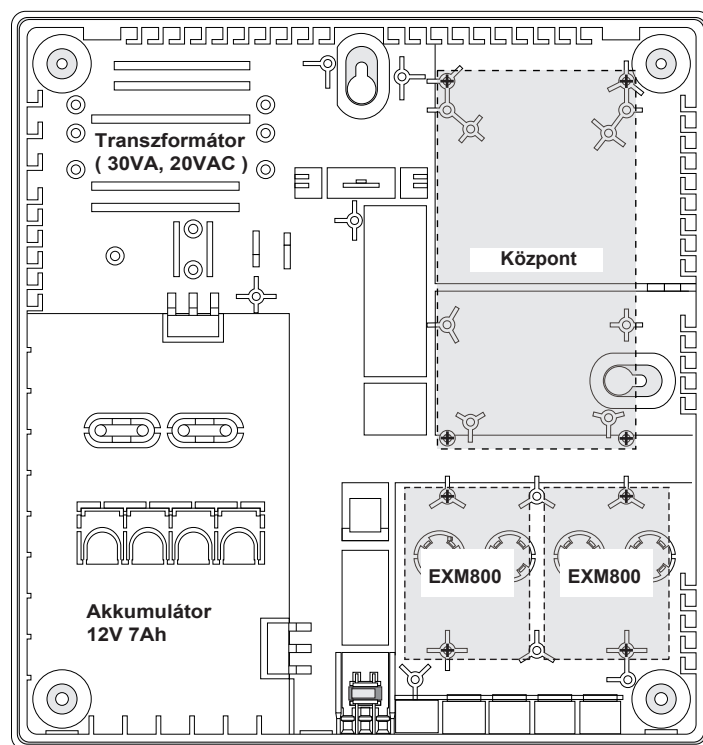 Transzformátor
( 30VA, 20VAC )
Központ
EXM800
EXM800
Akkumulátor
12V 7Ah